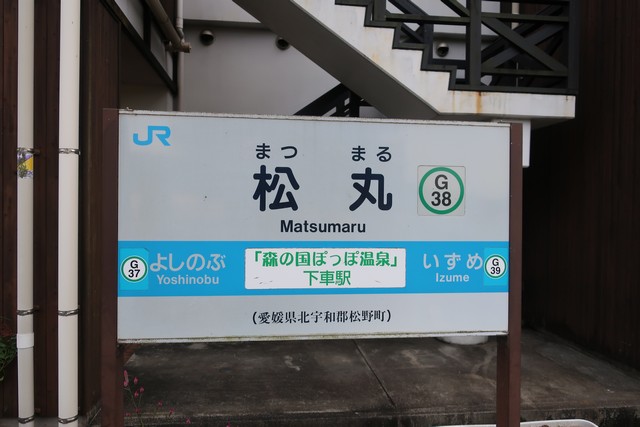 JR
まつ まる
松 丸
G
38
Matsumaru
G
37
よしのぶ
Yoshinobu
「森の国ぽっぽ温泉」
下車駅
いずめ
Izume
G
39
(愛媛県北宇和郡松野町)